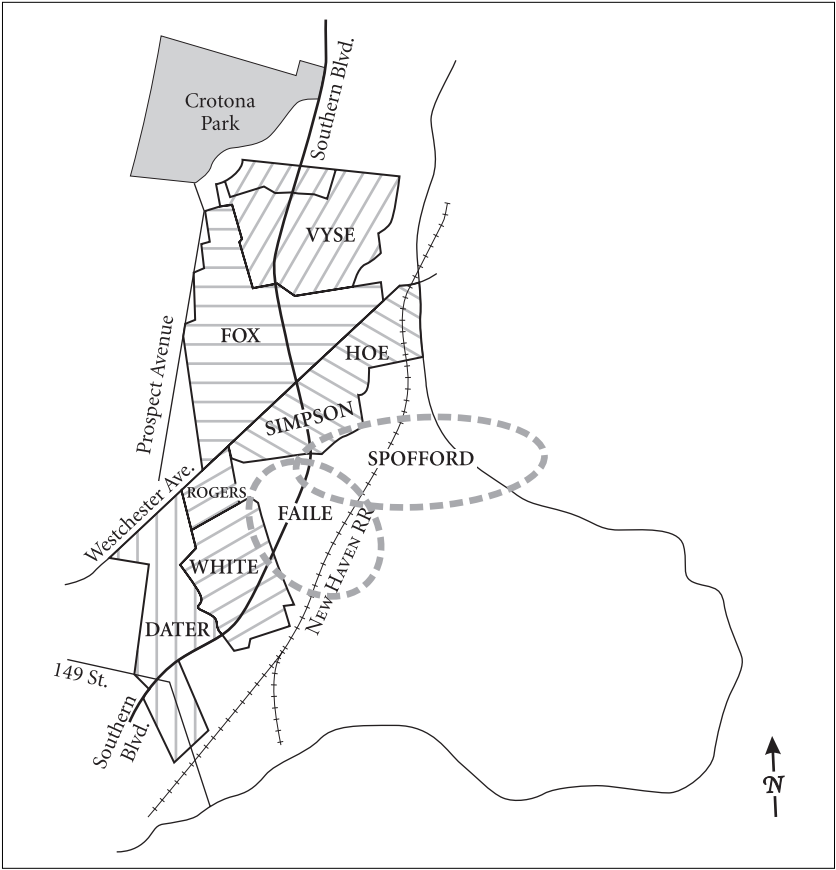 Crotona
Park
Southern Blvd.
VYSE
FOX
HOE
Prospect Avenue
SIMPSON
SPOFFORD
Westchester Ave.
ROGERS
FAILE
WHITE
NEW HAVEN RR
DATER
149 St.
Southern
Blvd.
N